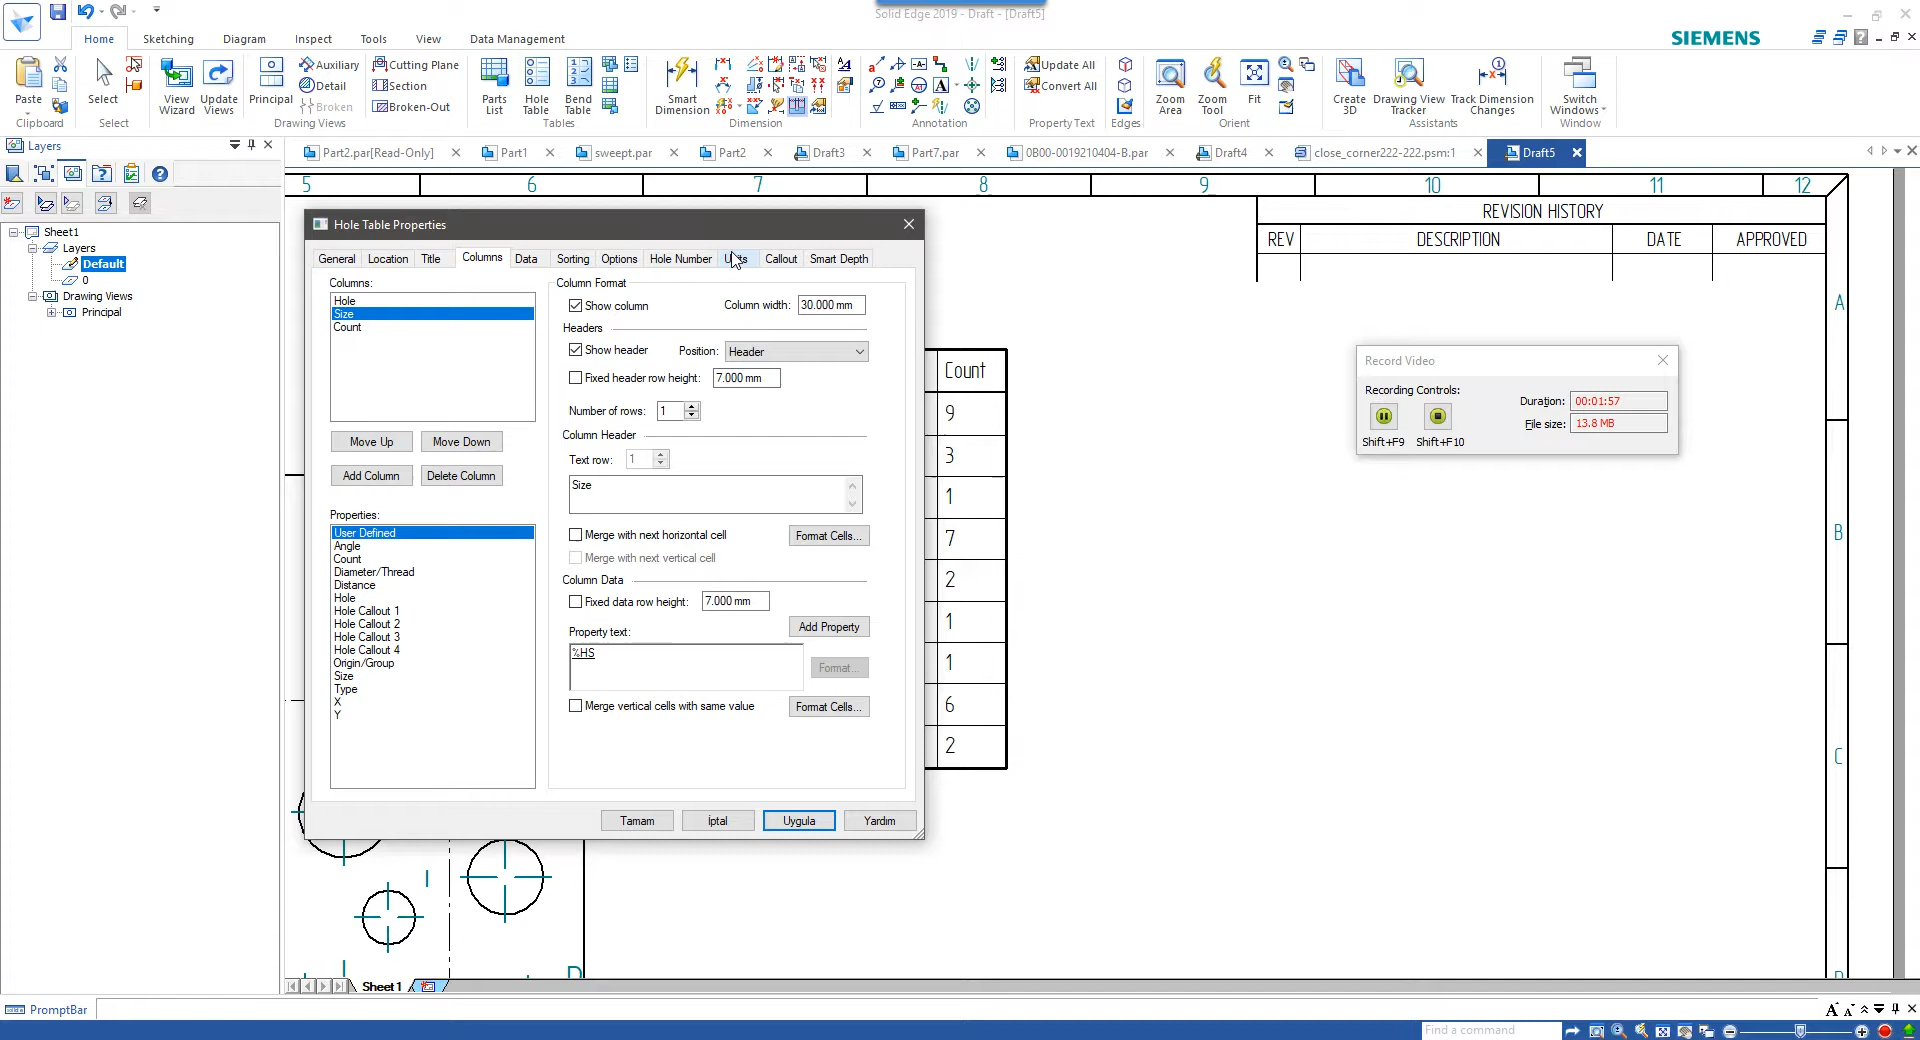 Solid Edge 2019 - Draft - [Draft5]
Home Sketching Diagram Inspect Tools View Data Management
SIEMENS
Paste
Clipboard
Select
Select
View Wizard
Update Views
Principal
Auxiliary
Detail
Broken
Cutting Plane
Section
Broken-Out
Drawing Views
Parts List
Hole Table
Bend Table
Tables
Smart Dimension
Dimension
Annotation
Update All
Convert All
Property Text
Edges
Zoom Area
Zoom Tool
Fit
Orient
Create 3D
Drawing View Tracker
Track Dimension Changes
Assistants
Switch Windows
Window
Layers
Part2.par[Read-Only] Part1 sweept.par Part2 Draft3 Part7.par 0B00-0019210404-B.par Draft4 close_corner222-222.psm:1 Draft5
5 6 7 8 9 10 11 12
Sheet1
Layers
Default
0
Drawing Views
Principal
REVISION HISTORY
REV DESCRIPTION DATE APPROVED
A
B
C
D
Hole Table Properties
General Location Title Columns Data Sorting Options Hole Number Callout Smart Depth
Columns:
Hole
Size
Count
Move Up Move Down
Add Column Delete Column
Properties:
User Defined
Angle
Count
Diameter/Thread
Distance
Hole
Hole Callout 1
Hole Callout 2
Hole Callout 3
Hole Callout 4
Origin/Group
Size
Type
X
Y
Column Format
Show column Column width: 30.000 mm
Headers
Show header Position: Header
Fixed header row height: 7.000 mm
Number of rows: 1
Column Header
Text row: 1
Size
Merge with next horizontal cell Format Cells...
Merge with next vertical cell
Column Data
Fixed data row height: 7.000 mm
Property text: Add Property
%HS
Format...
Merge vertical cells with same value Format Cells...
Tamam İptal Uygula Yardım
Count
9
3
1
7
2
1
1
6
2
Record Video
Recording Controls:
Duration: 00:01:57
File size: 13.8 MB
Shift+F9 Shift+F10
D
Sheet1
PromptBar
Find a command